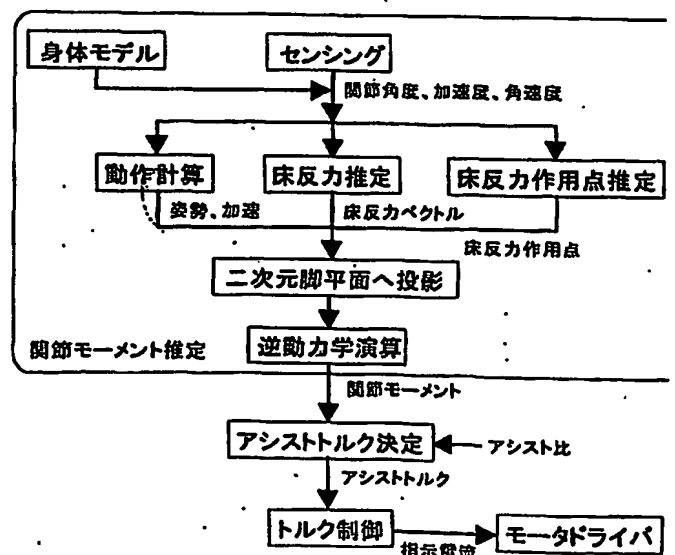 身体モデル
センシング
関節角度、加速度、角速度
動作計算
床反力推定
床反力作用点推定
姿勢、加速
床反力ベクトル
床反力作用点
二次元脚平面へ投影
関節モーメント推定
逆動力学演算
関節モーメント
アシストトルク決定
アシスト比
アシストトルク
トルク制御
モータドライバ
指示電流